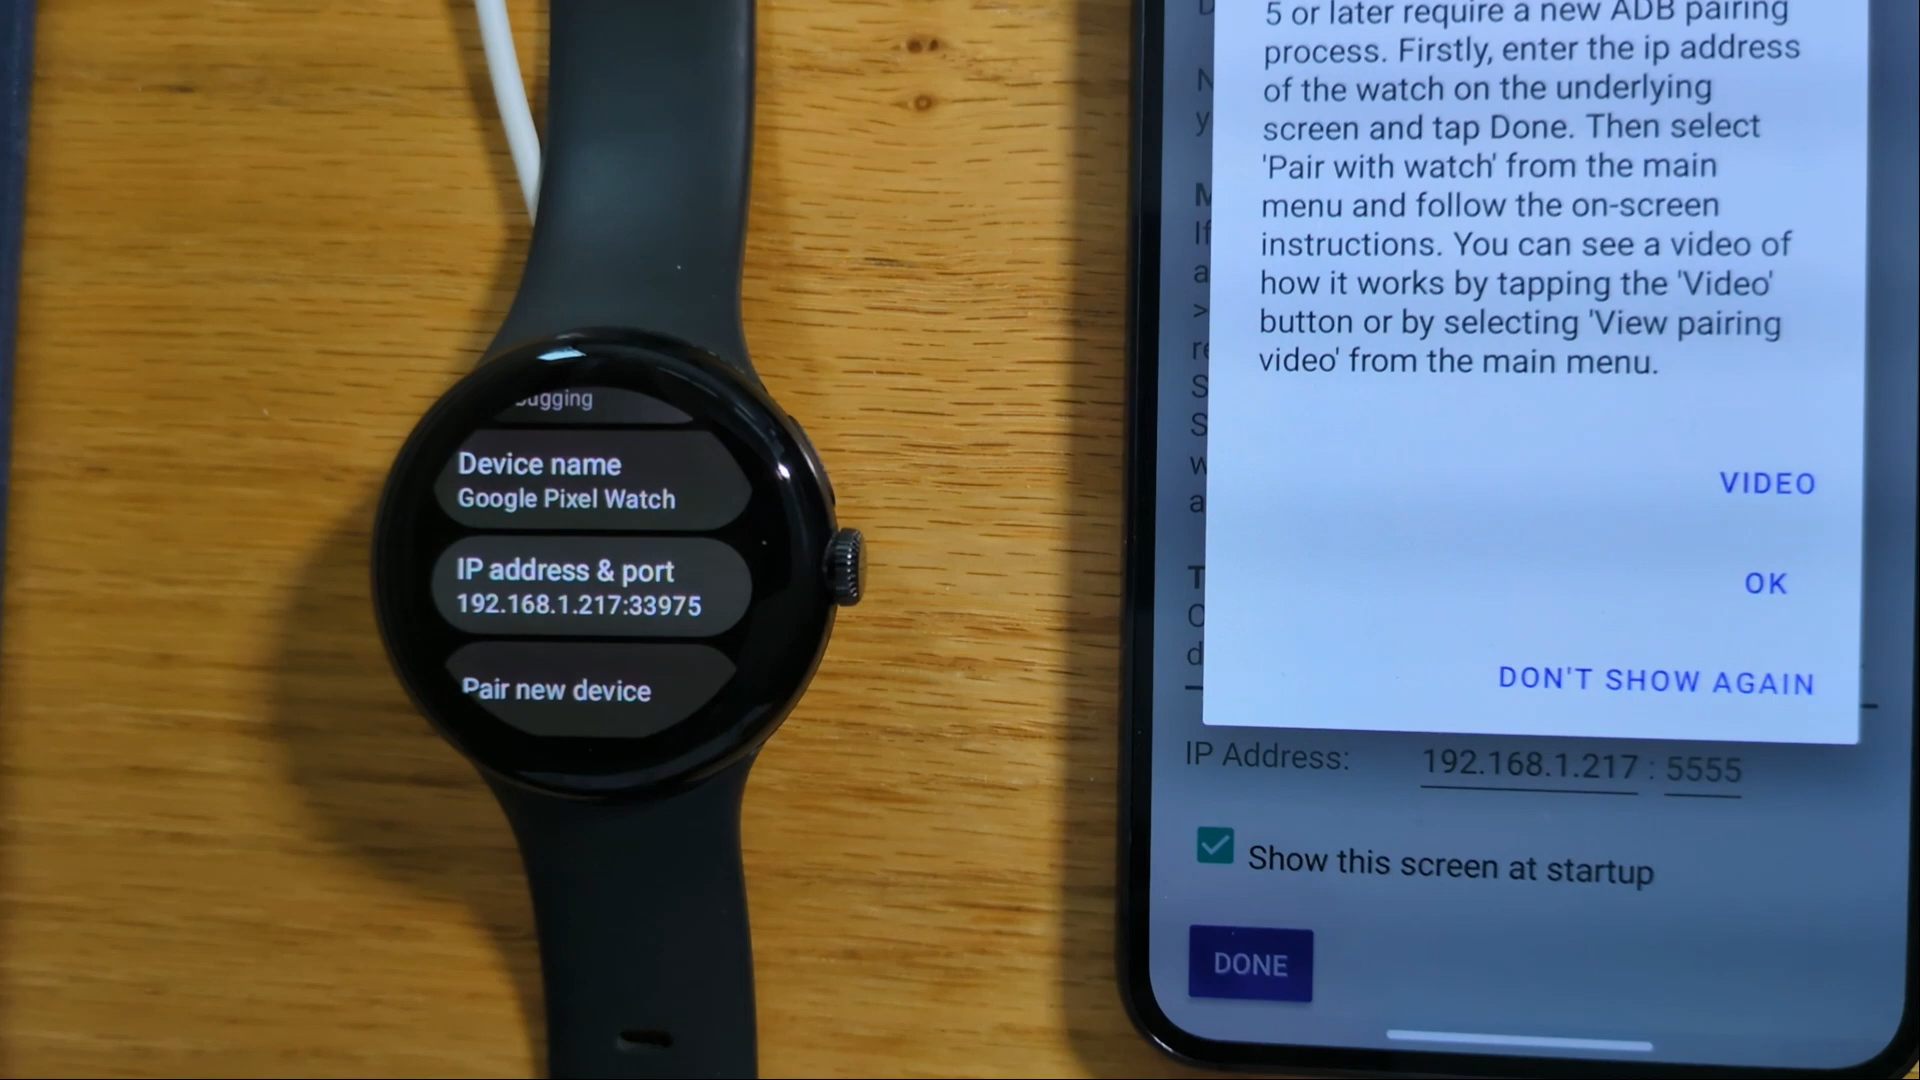 Device name
Google Pixel Watch
IP address & port
192.168.1.217:33975
Pair new device
5 or later require a new ADB pairing
process. Firstly, enter the ip address
of the watch on the underlying
screen and tap Done. Then select
'Pair with watch' from the main
menu and follow the on-screen
instructions. You can see a video of
how it works by tapping the 'Video'
button or by selecting 'View pairing
video' from the main menu.
VIDEO
OK
DON'T SHOW AGAIN
IP Address: 192.168.1.217 : 5555
Show this screen at startup
DONE